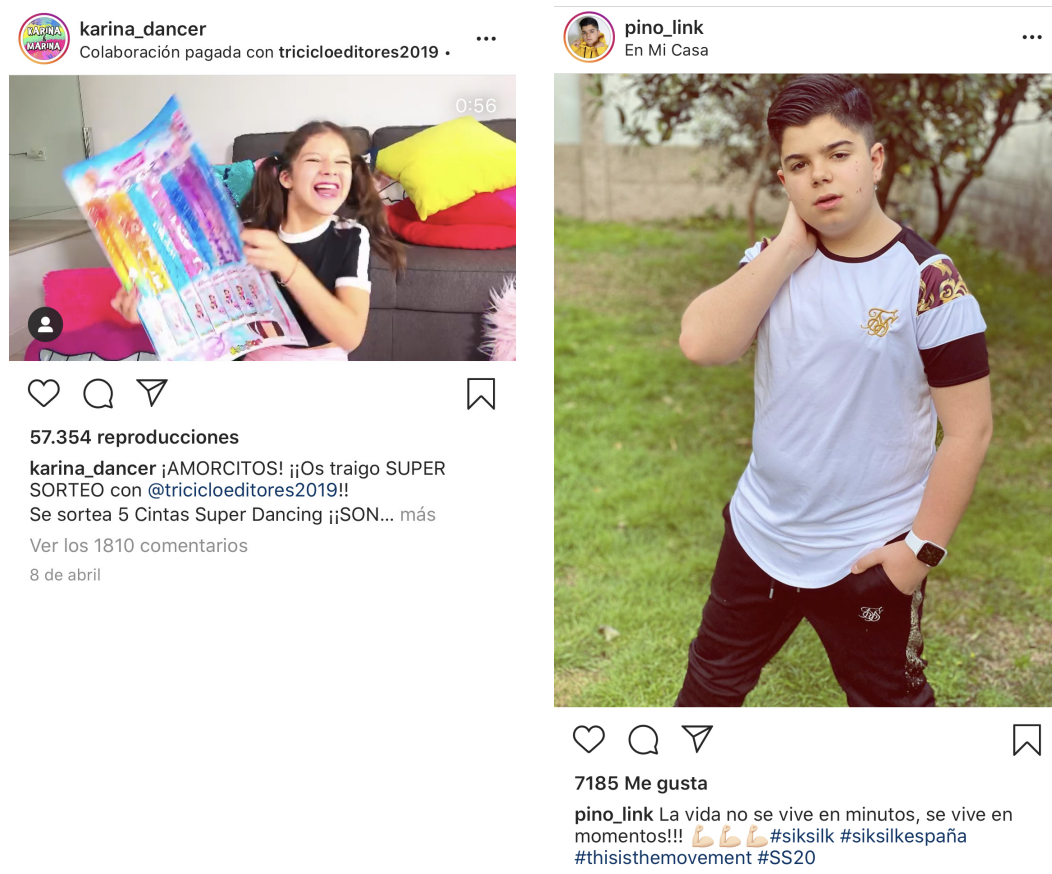 KARINA
&
MARINA
karina_dancer
Colaboración pagada con tricicloeditores2019 •
0:56
57.354 reproducciones
karina_dancer ¡AMORCITOS! ¡¡Os traigo SUPER
SORTEO con @tricicloeditores2019!!
Se sortea 5 Cintas Super Dancing ¡¡SON... más
Ver los 1810 comentarios
8 de abril
pino_link
En Mi Casa
7185 Me gusta
pino_link La vida no se vive en minutos, se vive en
momentos!!! 💪🏻💪🏻💪🏻#siksilk #siksilkespaña
#thisisthemovement #SS20